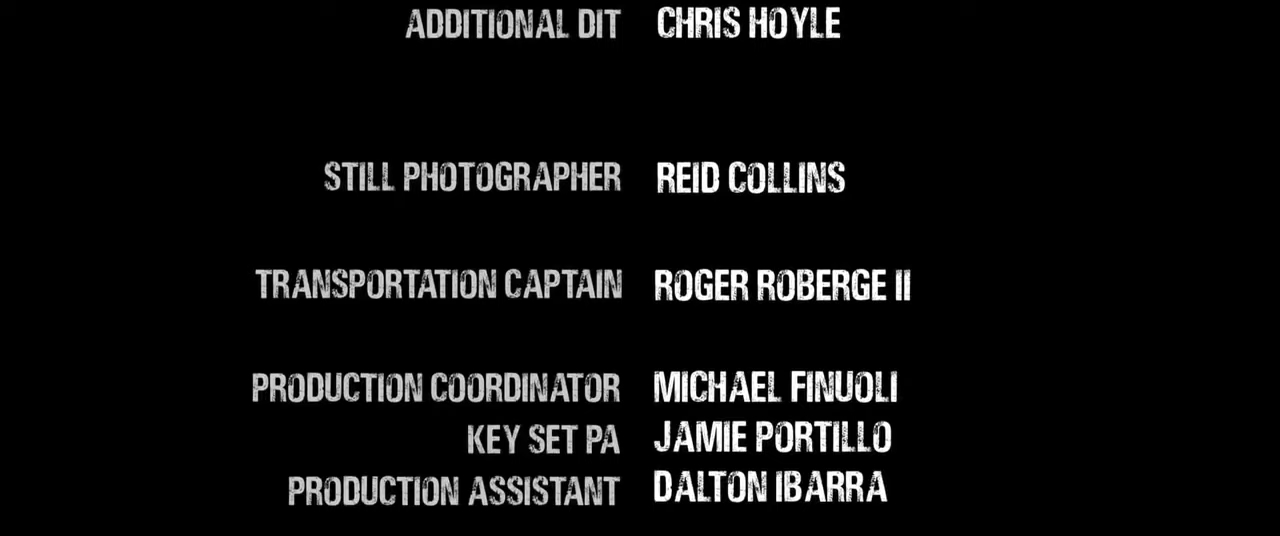 ADDITIONAL DIT CHRIS HOYLE
STILL PHOTOGRAPHER REID COLLINS
TRANSPORTATION CAPTAIN ROGER ROBERGE II
PRODUCTION COORDINATOR MICHAEL FINUOLI
KEY SET PA JAMIE PORTILLO
PRODUCTION ASSISTANT DALTON IBARRA